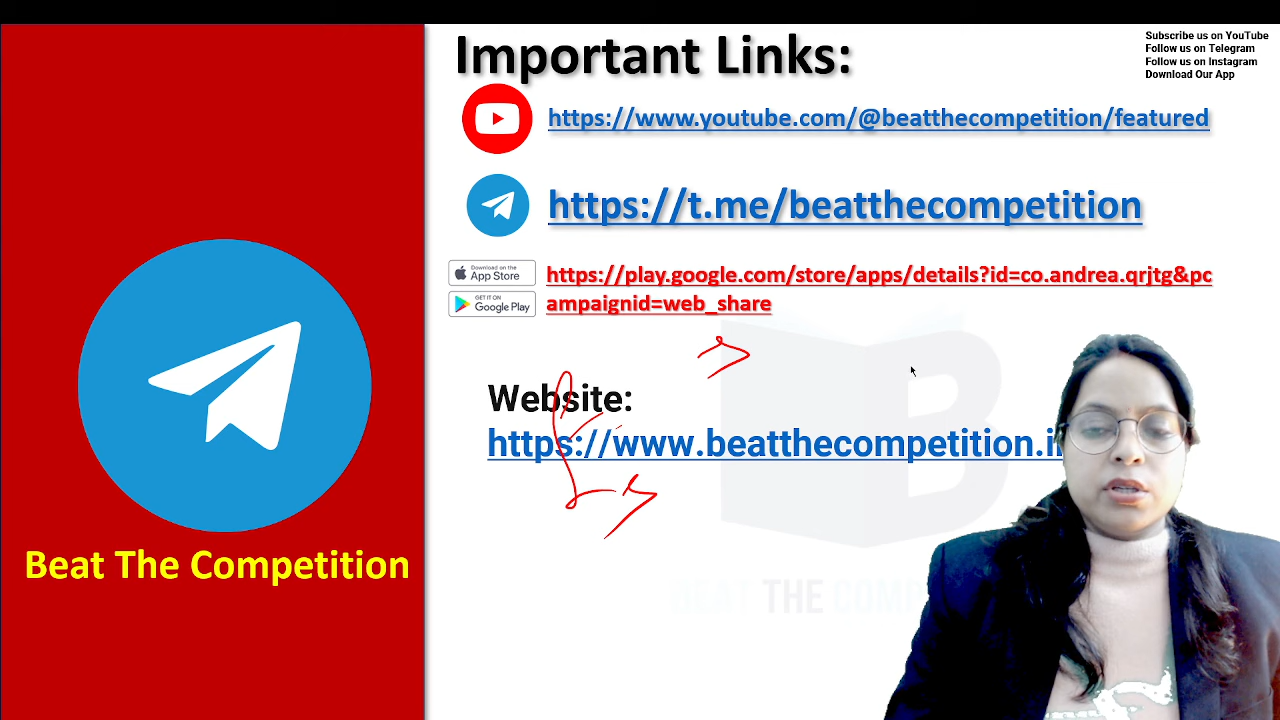 Important Links:
Subscribe us on YouTube
Follow us on Telegram
Follow us on Instagram
Download Our App
https://www.youtube.com/@beatthecompetition/featured
https://t.me/beatthecompetition
Download on the
App Store
https://play.google.com/store/apps/details?id=co.andrea.qrjtg&pc
GET IT ON
Google Play
ampaignid=web_share
Website:
https://www.beatthecompetition.i
Beat The Competition
BEAT THE COMP